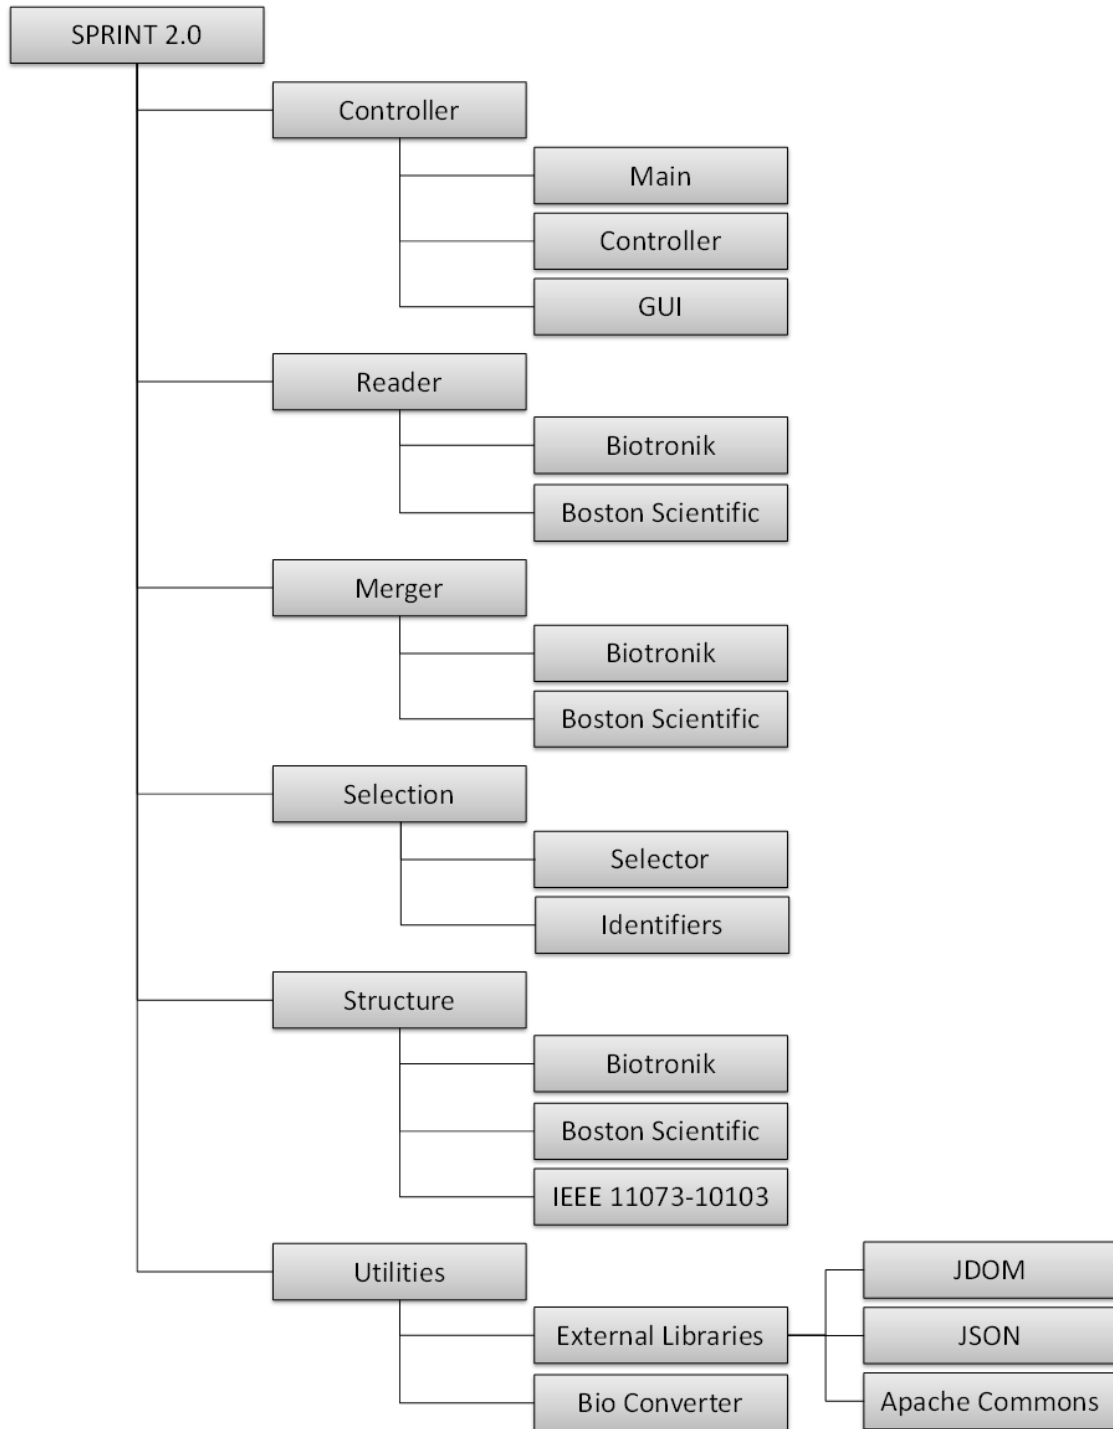 SPRINT 2.0
Controller
Main
Controller
GUI
Reader
Biotronik
Boston Scientific
Merger
Biotronik
Boston Scientific
Selection
Selector
Identifiers
Structure
Biotronik
Boston Scientific
IEEE 11073-10103
Utilities
External Libraries
Bio Converter
JDOM
JSON
Apache Commons